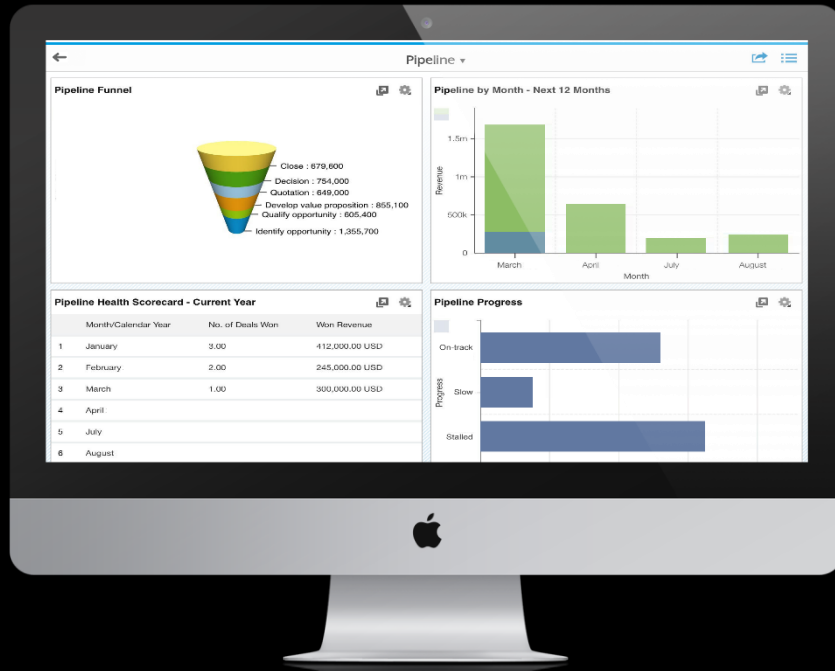 Pipeline
Pipeline Funnel
Close : 679,600
Decision : 754,000
Quotation : 649,000
Develop value proposition : 855,100
Qualify opportunity : 605,400
Identify opportunity : 1,355,700
Pipeline by Month - Next 12 Months
Revenue
1.5m
1m
500k
0
March April July August
Month
Pipeline Health Scorecard - Current Year
Month/Calendar Year No. of Deals Won Won Revenue
1 January 3.00 412,000.00 USD
2 February 2.00 245,000.00 USD
3 March 1.00 300,000.00 USD
4 April
5 July
6 August
Pipeline Progress
Progress
On-track
Slow
Stalled